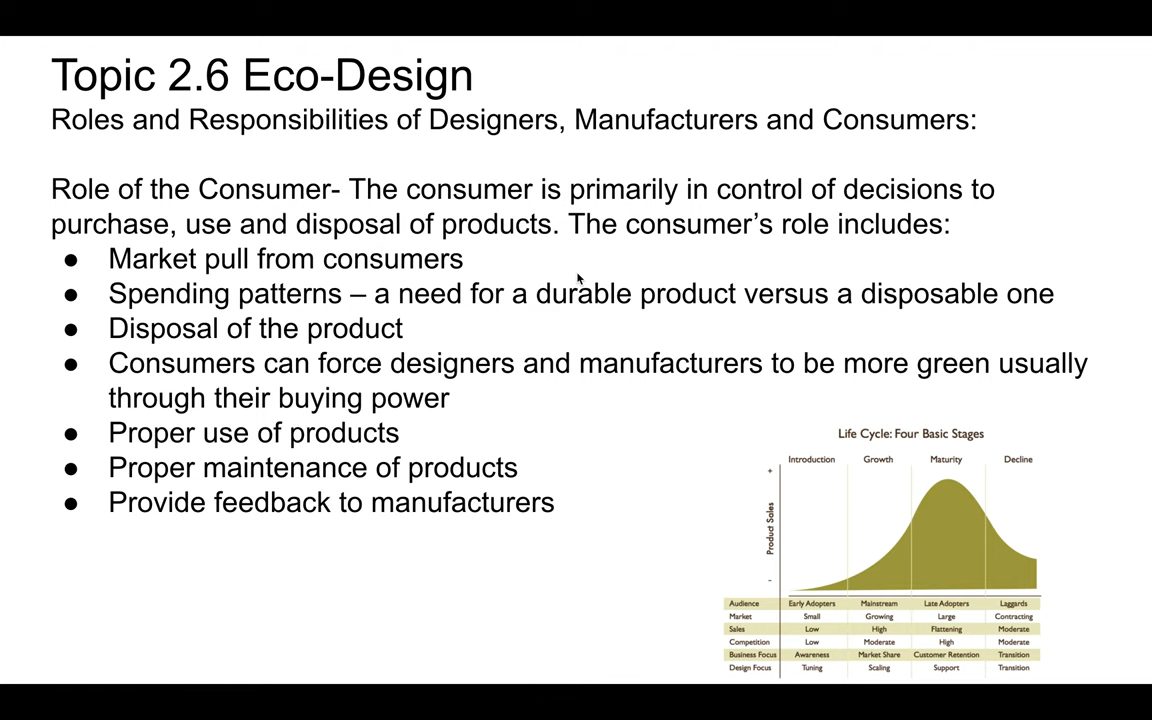 Topic 2.6 Eco-Design
Roles and Responsibilities of Designers, Manufacturers and Consumers:
Role of the Consumer- The consumer is primarily in control of decisions to
purchase, use and disposal of products. The consumer’s role includes:
● Market pull from consumers
● Spending patterns – a need for a durable product versus a disposable one
● Disposal of the product
● Consumers can force designers and manufacturers to be more green usually
through their buying power
● Proper use of products
● Proper maintenance of products
● Provide feedback to manufacturers
Life Cycle: Four Basic Stages
Introduction Growth Maturity Decline
+
Product Sales
-
Audience Early Adopters Mainstream Late Adopters Laggards
Market Small Growing Large Contracting
Sales Low High Flattening Moderate
Competition Low Moderate High Moderate
Business Focus Awareness Market Share Customer Retention Transition
Design Focus Tuning Scaling Support Transition